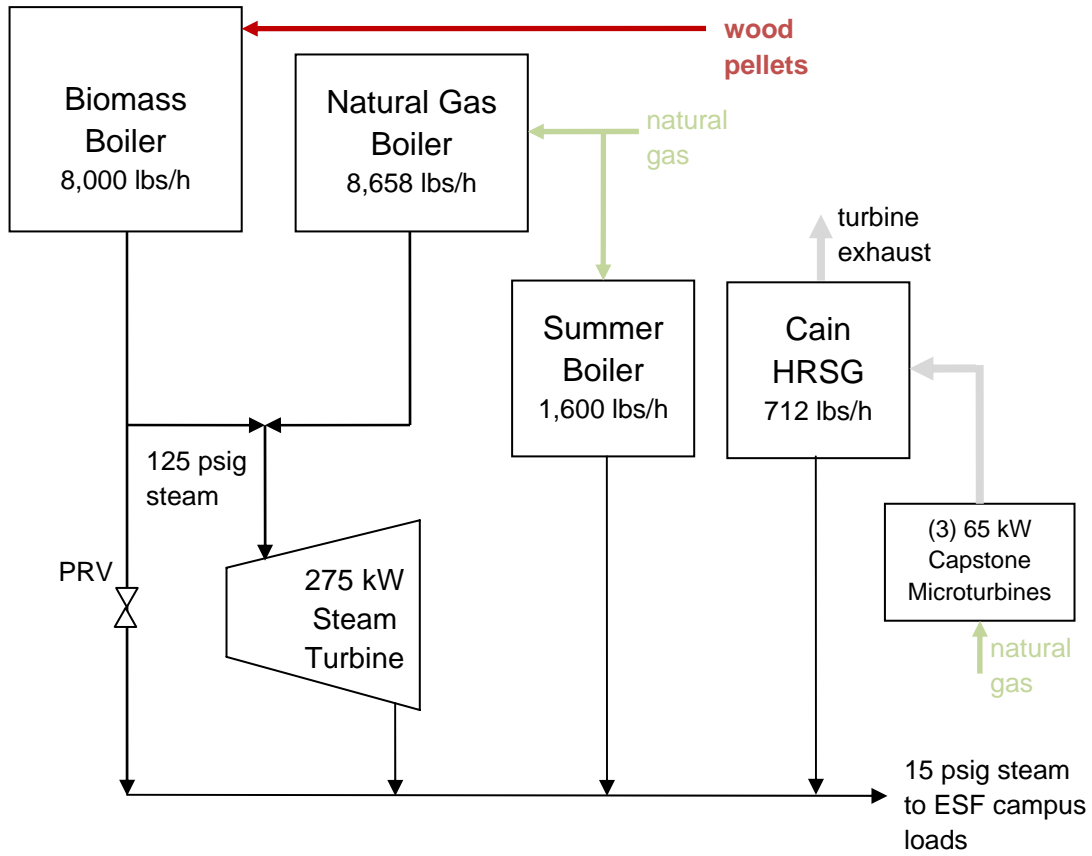 wood
pellets
Biomass
Boiler
8,000 lbs/h
Natural Gas
Boiler
8,658 lbs/h
natural
gas
turbine
exhaust
Summer
Boiler
1,600 lbs/h
Cain
HRSG
712 lbs/h
125 psig
steam
(3) 65 kW
Capstone
Microturbines
PRV
275 kW
Steam
Turbine
natural
gas
15 psig steam
to ESF campus
loads